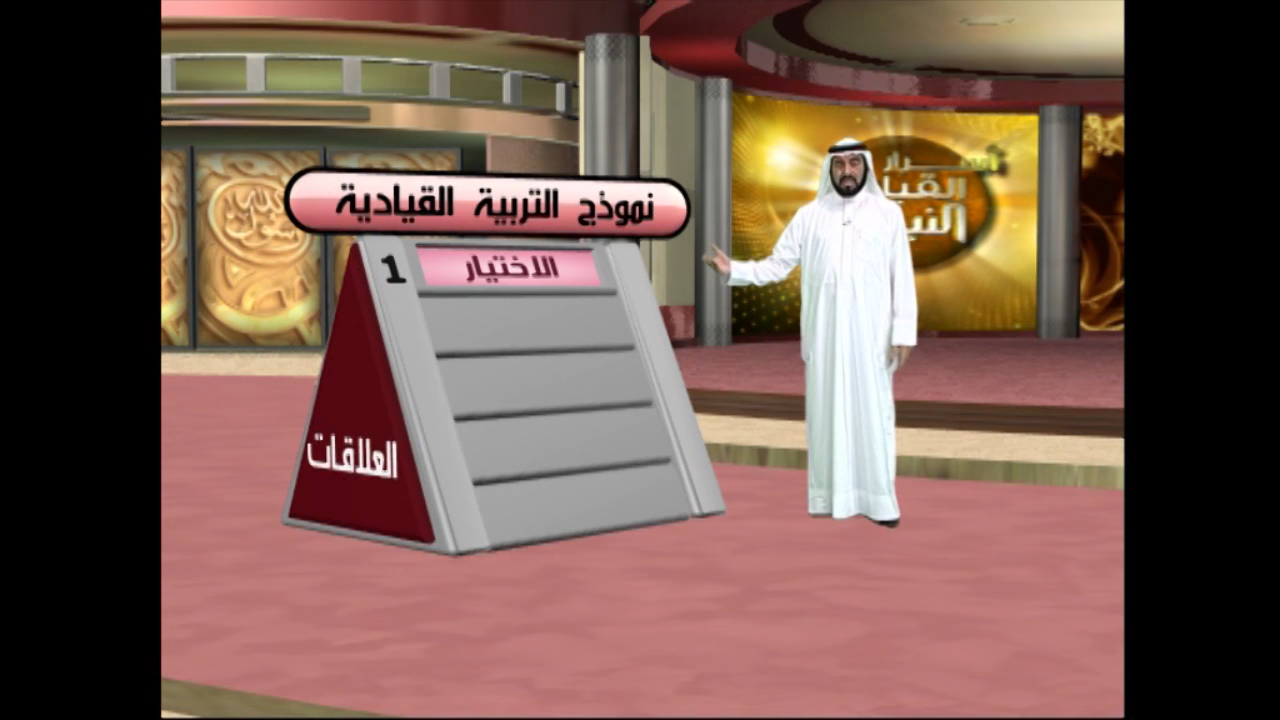 نموذج التربية القيادية
1
الاختيار
العلاقات